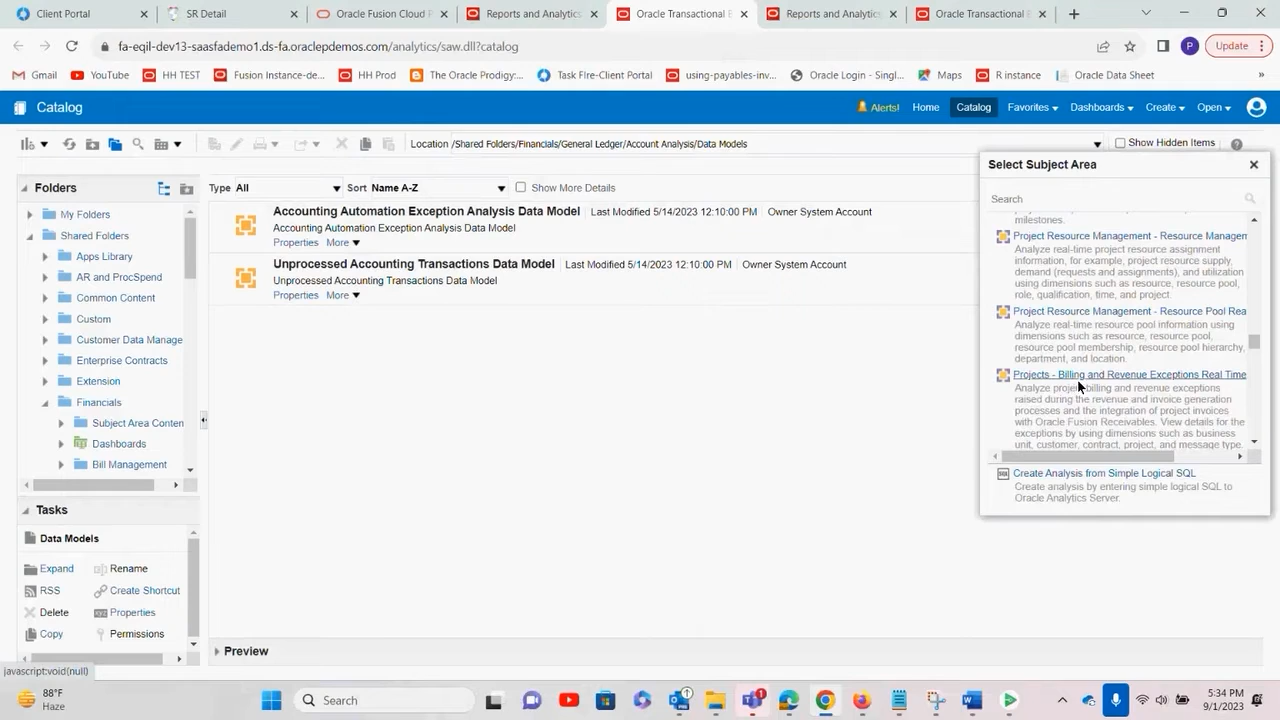 Client Portal
SR Detail
Oracle Fusion Cloud P
Reports and Analytics
Oracle Transactional B
Reports and Analytics
Oracle Transactional B
fa-eqil-dev13-saasfademo1.ds-fa.oraclepdemos.com/analytics/saw.dll?catalog
P
Update
Gmail
YouTube
HH TEST
Fusion Instance-de...
HH Prod
The Oracle Prodigy:...
Task FIre-Client Portal
using-payables-inv...
Oracle Login - Singl...
Maps
R instance
Oracle Data Sheet
»
Catalog
Alerts!
Home
Catalog
Favorites
Dashboards
Create
Open
Location /Shared Folders/Financials/General Ledger/Account Analysis/Data Models
Show Hidden Items
Folders
My Folders
Shared Folders
Apps Library
AR and ProcSpend
Common Content
Custom
Customer Data Manage
Enterprise Contracts
Extension
Financials
Subject Area Conten
Dashboards
Bill Management
Tasks
Data Models
Expand
Rename
RSS
Create Shortcut
Delete
Properties
Copy
Permissions
javascript:void(null)
Type All
Sort Name A-Z
Show More Details
Accounting Automation Exception Analysis Data Model Last Modified 5/14/2023 12:10:00 PM Owner System Account
Accounting Automation Exception Analysis Data Model
Properties More
Unprocessed Accounting Transactions Data Model Last Modified 5/14/2023 12:10:00 PM Owner System Account
Unprocessed Accounting Transactions Data Model
Properties More
Preview
Select Subject Area
Search
milestones.
Project Resource Management - Resource Managem
Analyze real-time project resource assignment
information, for example, project resource supply,
demand (requests and assignments), and utilization
using dimensions such as resource, resource pool,
role, qualification, time, and project.
Project Resource Management - Resource Pool Rea
Analyze real-time resource pool information using
dimensions such as resource, resource pool,
resource pool membership, resource pool hierarchy,
department, and location.
Projects - Billing and Revenue Exceptions Real Time
Analyze project billing and revenue exceptions
raised during the revenue and invoice generation
processes and the integration of project invoices
with Oracle Fusion Receivables. View details for the
exceptions by using dimensions such as business
unit, customer, contract, project, and message type.
SQL
Create Analysis from Simple Logical SQL
Create analysis by entering simple logical SQL to
Oracle Analytics Server.
88°F
Haze
Search
1
5:34 PM
9/1/2023